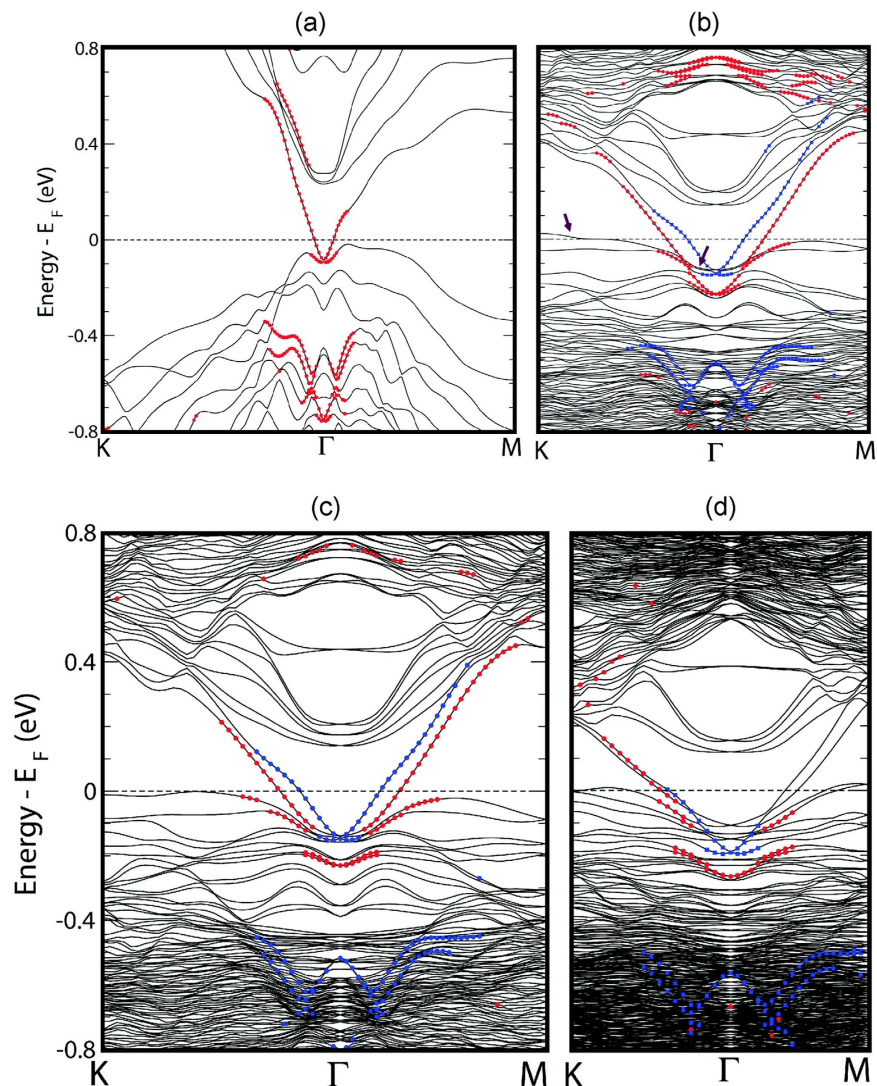 (a)
(b)
Energy - E_F (eV)
0.8
0.4
0
-0.4
-0.8
K Γ M
K Γ M
(c)
(d)
Energy - E_F (eV)
0.8
0.4
0
-0.4
-0.8
K Γ M
K Γ M